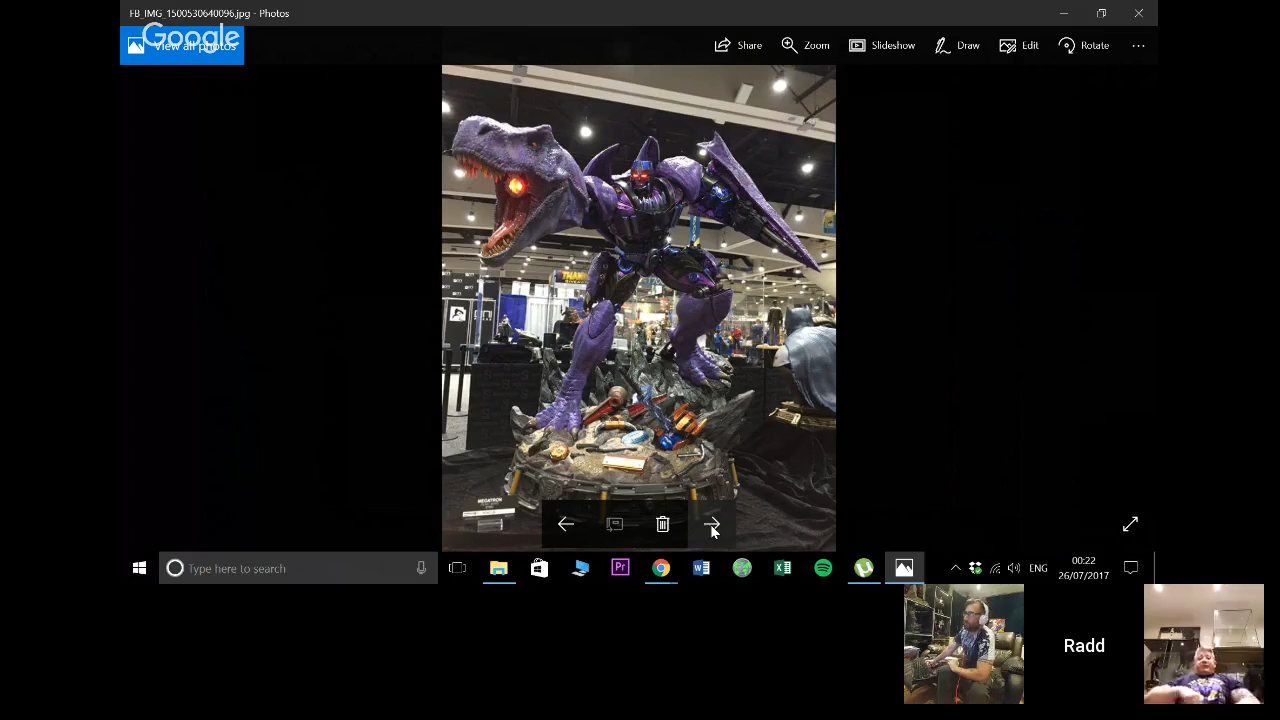 FB_IMG_1500530640096.jpg - Photos
Google
View all photos
Share
Zoom
Slideshow
Draw
Edit
Rotate
MEGATRON
Type here to search
Pr
ENG
00:22
26/07/2017
Radd